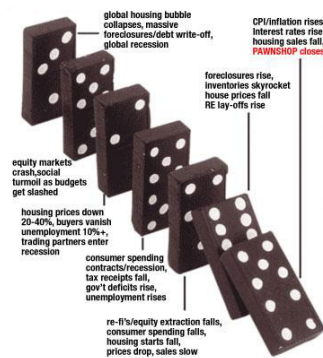 global housing bubble
collapses, massive
foreclosures/debt write-off,
global recession
CPI/inflation rises
Interest rates rise
housing sales fall,
PAWNSHOP closes
foreclosures rise,
inventories skyrocket
house prices fall
RE lay-offs rise
equity markets
crash,social
turmoil as budgets
get slashed
housing prices down
20-40%, buyers vanish
unemployment 10%+,
trading partners enter
recession
consumer spending
contracts/recession,
tax receipts fall,
gov't deficits rise,
unemployment rises
re-fi's/equity extraction falls,
consumer spending falls,
housing starts fall,
prices drop, sales slow